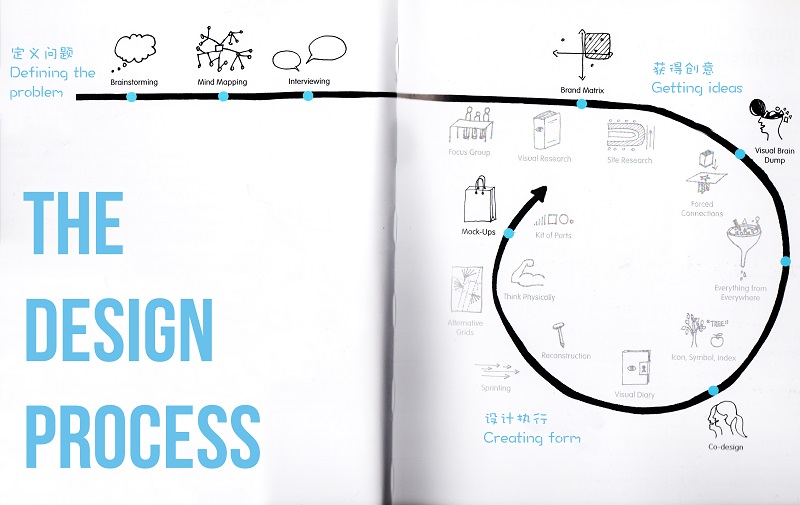 定义问题
Defining the
problem
Brainstorming
Mind Mapping
Interviewing
Brand Matrix
获得创意
Getting ideas
Visual Brain
Dump
Focus Group
Visual Research
Site Research
Forced
Connections
Mock-Ups
Kit of Parts
Think Physically
Everything from
Everywhere
Alternative
Grids
Reconstruction
"TREE"
Icon, Symbol, Index
Sprinting
Visual Diary
设计执行
Creating form
Co-design
THE
DESIGN
PROCESS